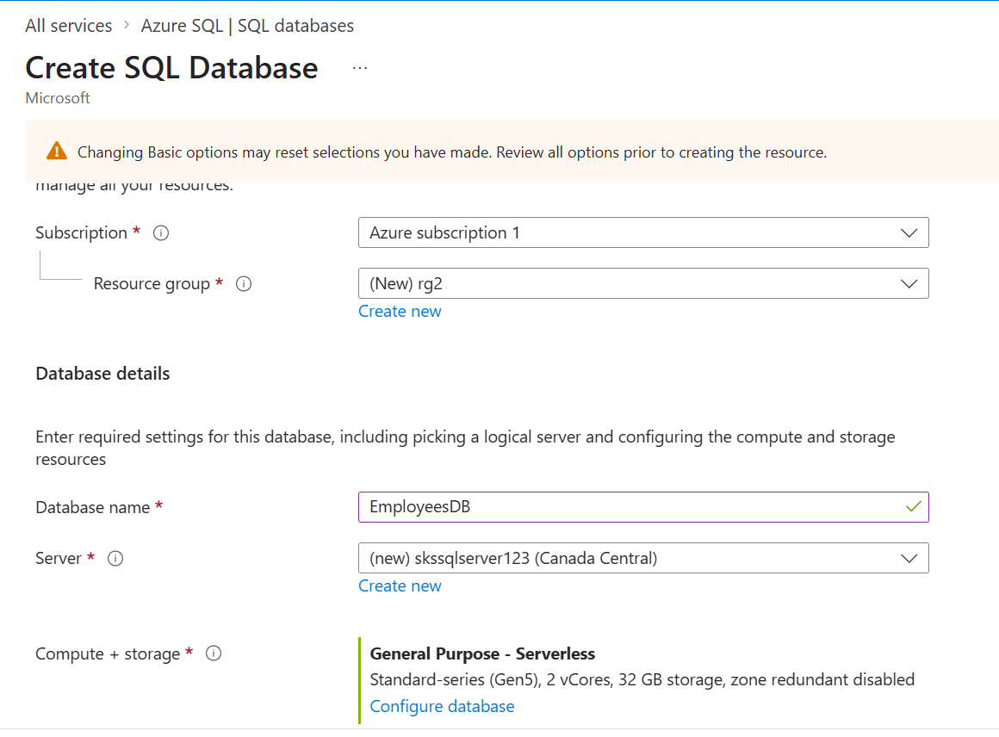 All services > Azure SQL | SQL databases
Create SQL Database ...
Microsoft
Changing Basic options may reset selections you have made. Review all options prior to creating the resource.
manage all your resources.
Subscription * Azure subscription 1
Resource group * (New) rg2
Create new
Database details
Enter required settings for this database, including picking a logical server and configuring the compute and storage
resources
Database name * EmployeesDB
Server * (new) skssqlserver123 (Canada Central)
Create new
Compute + storage * General Purpose - Serverless
Standard-series (Gen5), 2 vCores, 32 GB storage, zone redundant disabled
Configure database